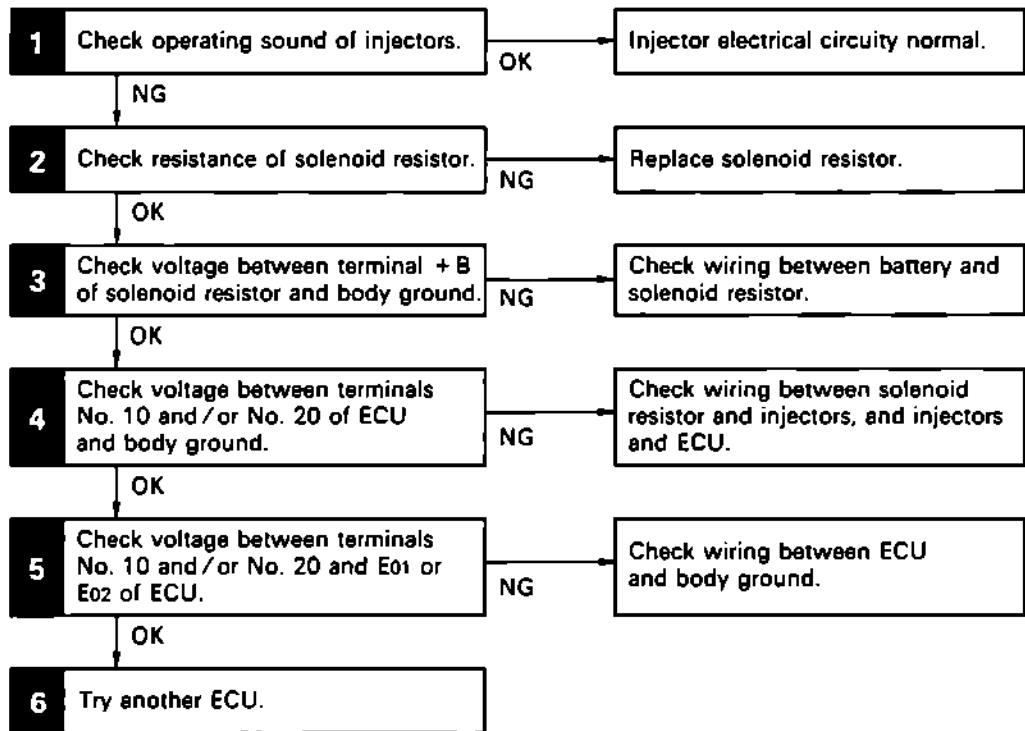 1
Check operating sound of injectors.
OK
Injector electrical circuity normal.
NG
2
Check resistance of solenoid resistor.
NG
Replace solenoid resistor.
OK
3
Check voltage between terminal +B
of solenoid resistor and body ground.
NG
Check wiring between battery and
solenoid resistor.
OK
4
Check voltage between terminals
No. 10 and/or No. 20 of ECU
and body ground.
NG
Check wiring between solenoid
resistor and injectors, and injectors
and ECU.
OK
5
Check voltage between terminals
No. 10 and/or No. 20 and E01 or
E02 of ECU.
NG
Check wiring between ECU
and body ground.
OK
6
Try another ECU.